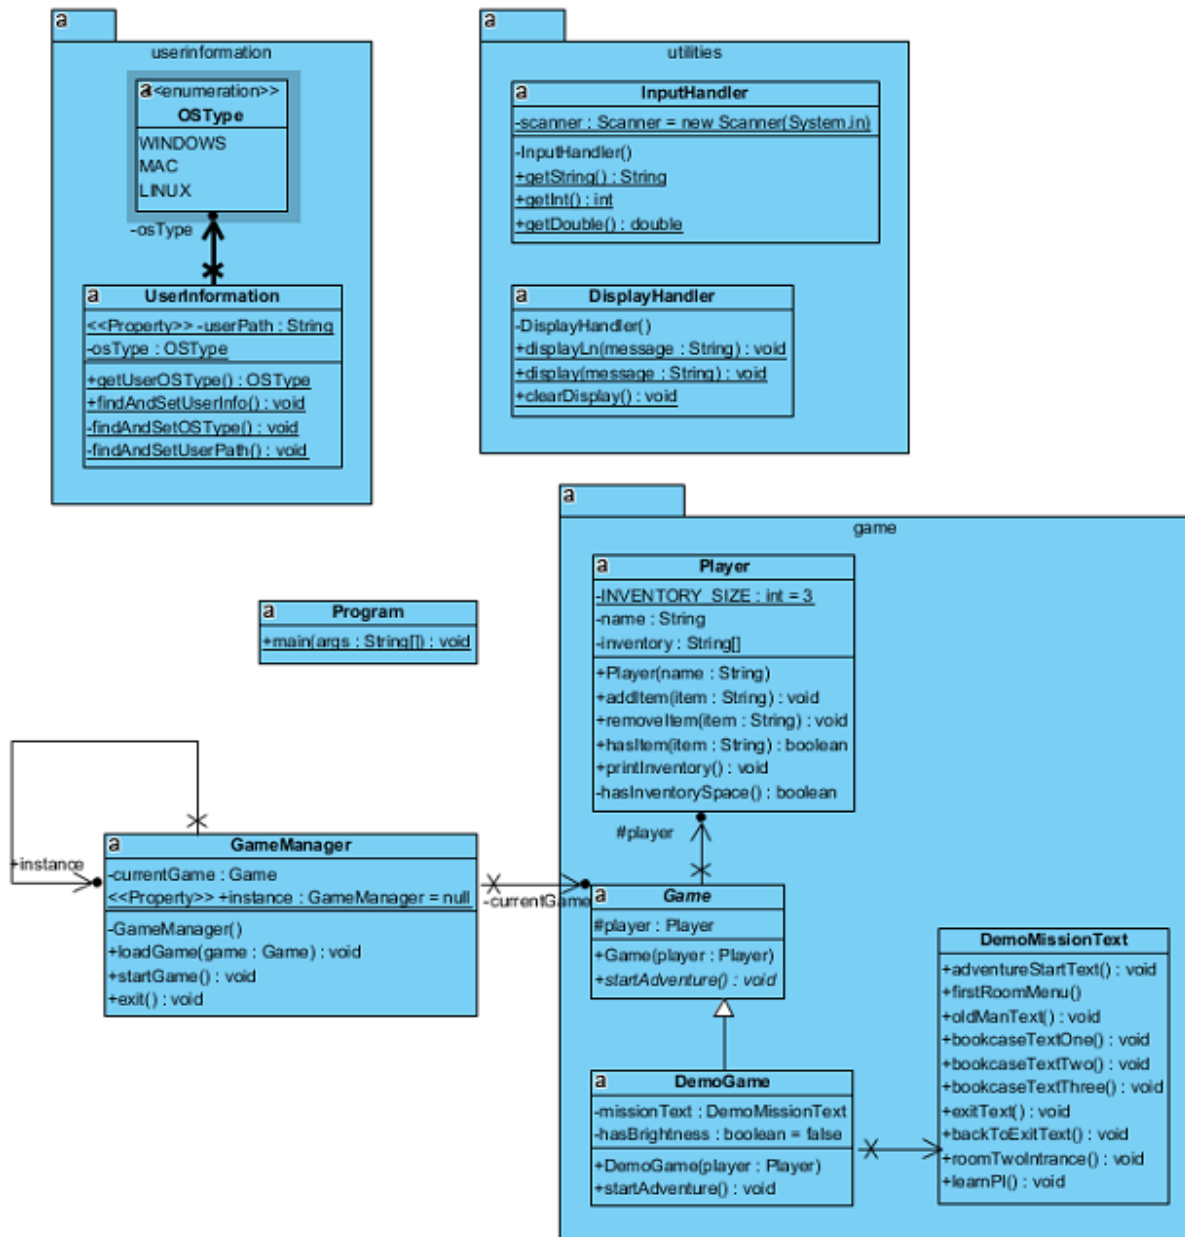 a
userinformation
a
<<enumeration>>
OSType
WINDOWS
MAC
LINUX
-osType
a
UserInformation
<<Property>> -userPath : String
-osType : OSType
+getUserOSType() : OSType
+findAndSetUserInfo() : void
-findAndSetOSType() : void
-findAndSetUserPath() : void
a
utilities
a
InputHandler
-scanner : Scanner = new Scanner(System.in)
-InputHandler()
+getString() : String
+getInt() : int
+getDouble() : double
a
DisplayHandler
-DisplayHandler()
+displayLn(message : String) : void
+display(message : String) : void
+clearDisplay() : void
a
Program
+main(args : String[]) : void
+instance
a
GameManager
-currentGame : Game
<<Property>> +instance : GameManager = null
-GameManager()
+loadGame(game : Game) : void
+startGame() : void
+exit() : void
-currentGame
a
game
a
Player
-INVENTORY_SIZE : int = 3
-name : String
-inventory : String[]
+Player(name : String)
+addItem(item : String) : void
+removeItem(item : String) : void
+hasItem(item : String) : boolean
+printInventory() : void
-hasInventorySpace() : boolean
#player
a
Game
#player : Player
+Game(player : Player)
+startAdventure() : void
a
DemoGame
-missionText : DemoMissionText
-hasBrightness : boolean = false
+DemoGame(player : Player)
+startAdventure() : void
DemoMissionText
+adventureStartText() : void
+firstRoomMenu()
+oldManText() : void
+bookcaseTextOne() : void
+bookcaseTextTwo() : void
+bookcaseTextThree() : void
+exitText() : void
+backToExitText() : void
+roomTwoIntrance() : void
+learnPI() : void